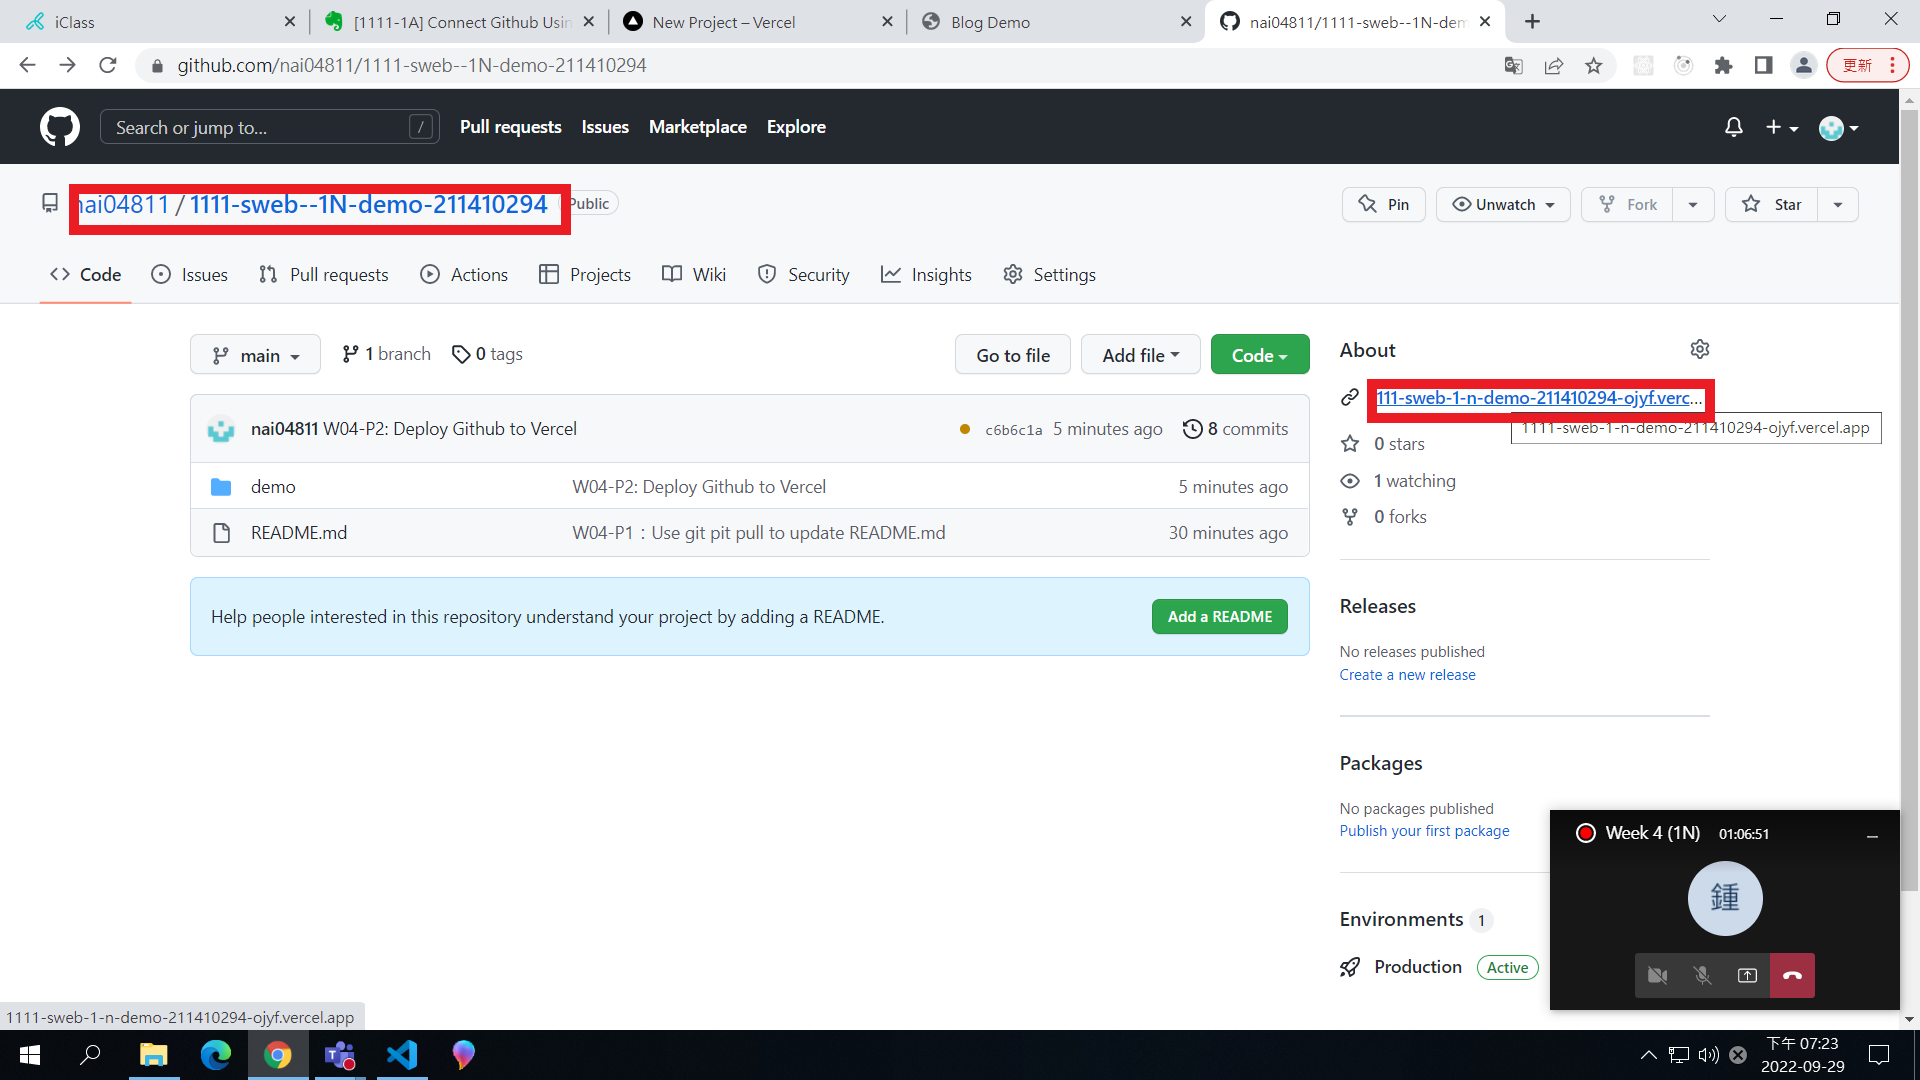 iClass
[1111-1A] Connect Github Usin
New Project – Vercel
Blog Demo
nai04811/1111-sweb--1N-dem
github.com/nai04811/1111-sweb--1N-demo-211410294
更新
Search or jump to...
/
Pull requests
Issues
Marketplace
Explore
nai04811 / 1111-sweb--1N-demo-211410294
Public
Pin
Unwatch
Fork
Star
Code
Issues
Pull requests
Actions
Projects
Wiki
Security
Insights
Settings
main
1 branch
0 tags
Go to file
Add file
Code
nai04811 W04-P2: Deploy Github to Vercel
c6b6c1a
5 minutes ago
8 commits
demo
W04-P2: Deploy Github to Vercel
5 minutes ago
README.md
W04-P1：Use git pit pull to update README.md
30 minutes ago
Help people interested in this repository understand your project by adding a README.
Add a README
About
111-sweb-1-n-demo-211410294-ojyf.verc...
1111-sweb-1-n-demo-211410294-ojyf.vercel.app
0 stars
1 watching
0 forks
Releases
No releases published
Create a new release
Packages
No packages published
Publish your first package
Environments 1
Production
Active
Week 4 (1N)
01:06:51
鍾
1111-sweb-1-n-demo-211410294-ojyf.vercel.app
下午 07:23
2022-09-29